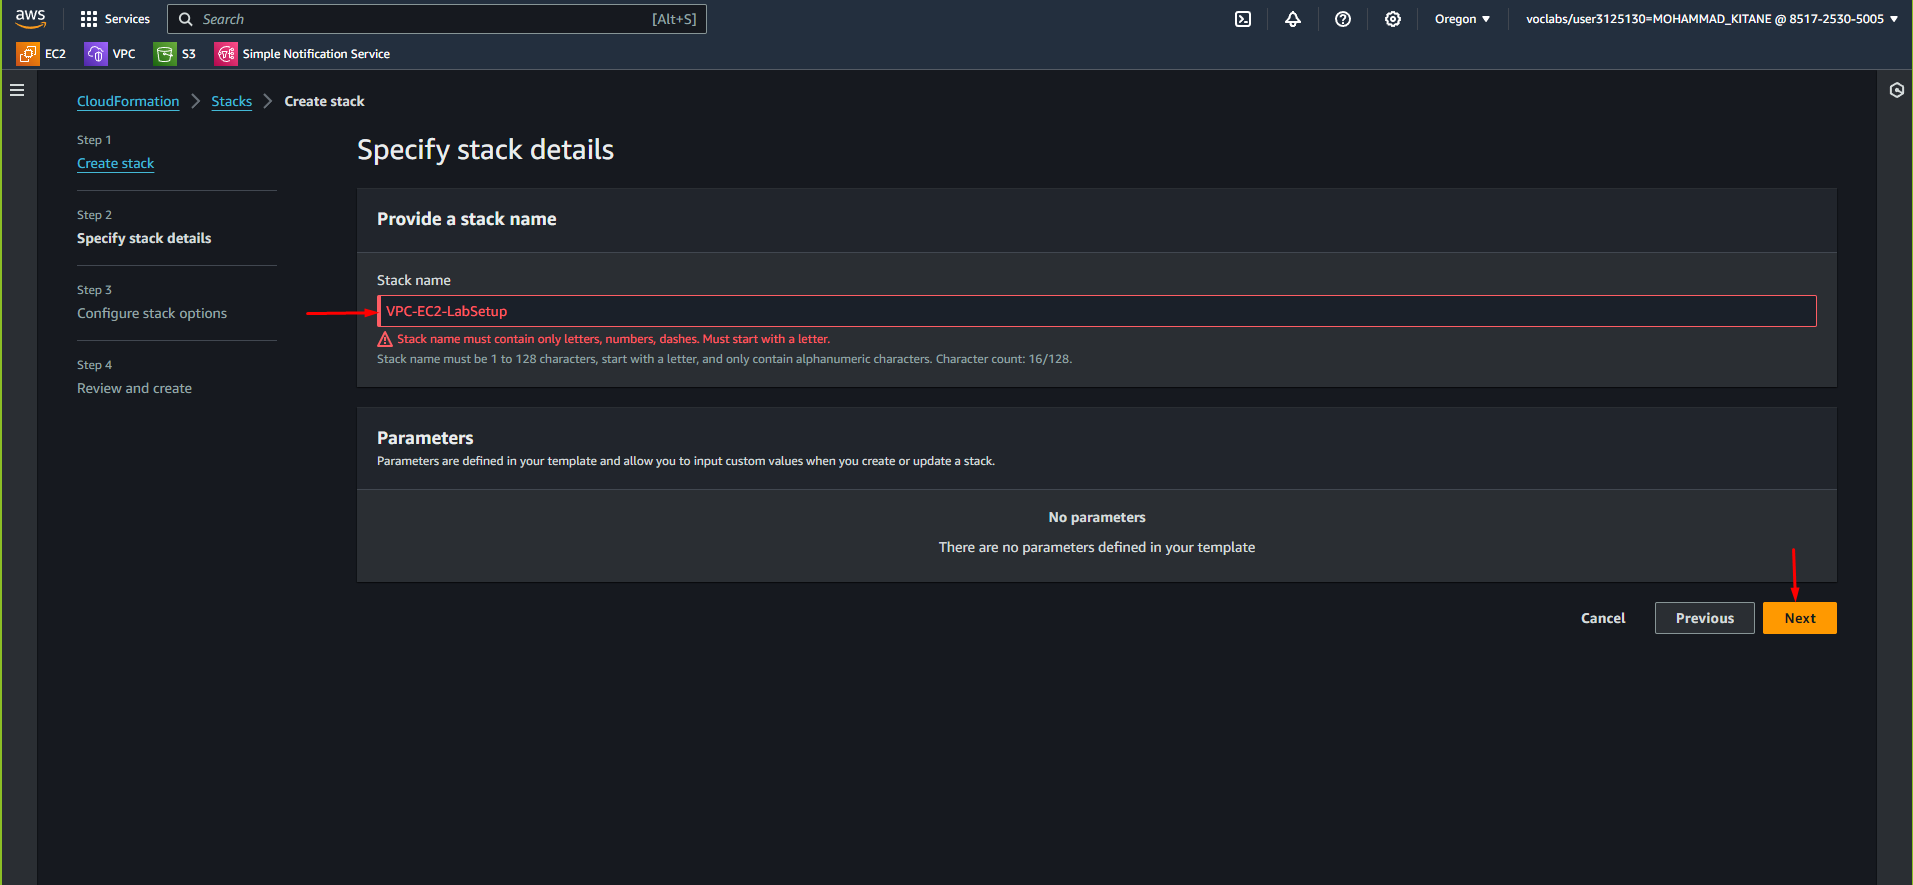 aws
Services
Search [Alt+S]
Oregon
voclabs/user3125130=MOHAMMAD_KITANE @ 8517-2530-5005
EC2
VPC
S3
Simple Notification Service
CloudFormation
Stacks
Create stack
Step 1
Create stack
Step 2
Specify stack details
Step 3
Configure stack options
Step 4
Review and create
Specify stack details
Provide a stack name
Stack name
VPC-EC2-LabSetup
Stack name must contain only letters, numbers, dashes. Must start with a letter.
Stack name must be 1 to 128 characters, start with a letter, and only contain alphanumeric characters. Character count: 16/128.
Parameters
Parameters are defined in your template and allow you to input custom values when you create or update a stack.
No parameters
There are no parameters defined in your template
Cancel
Previous
Next